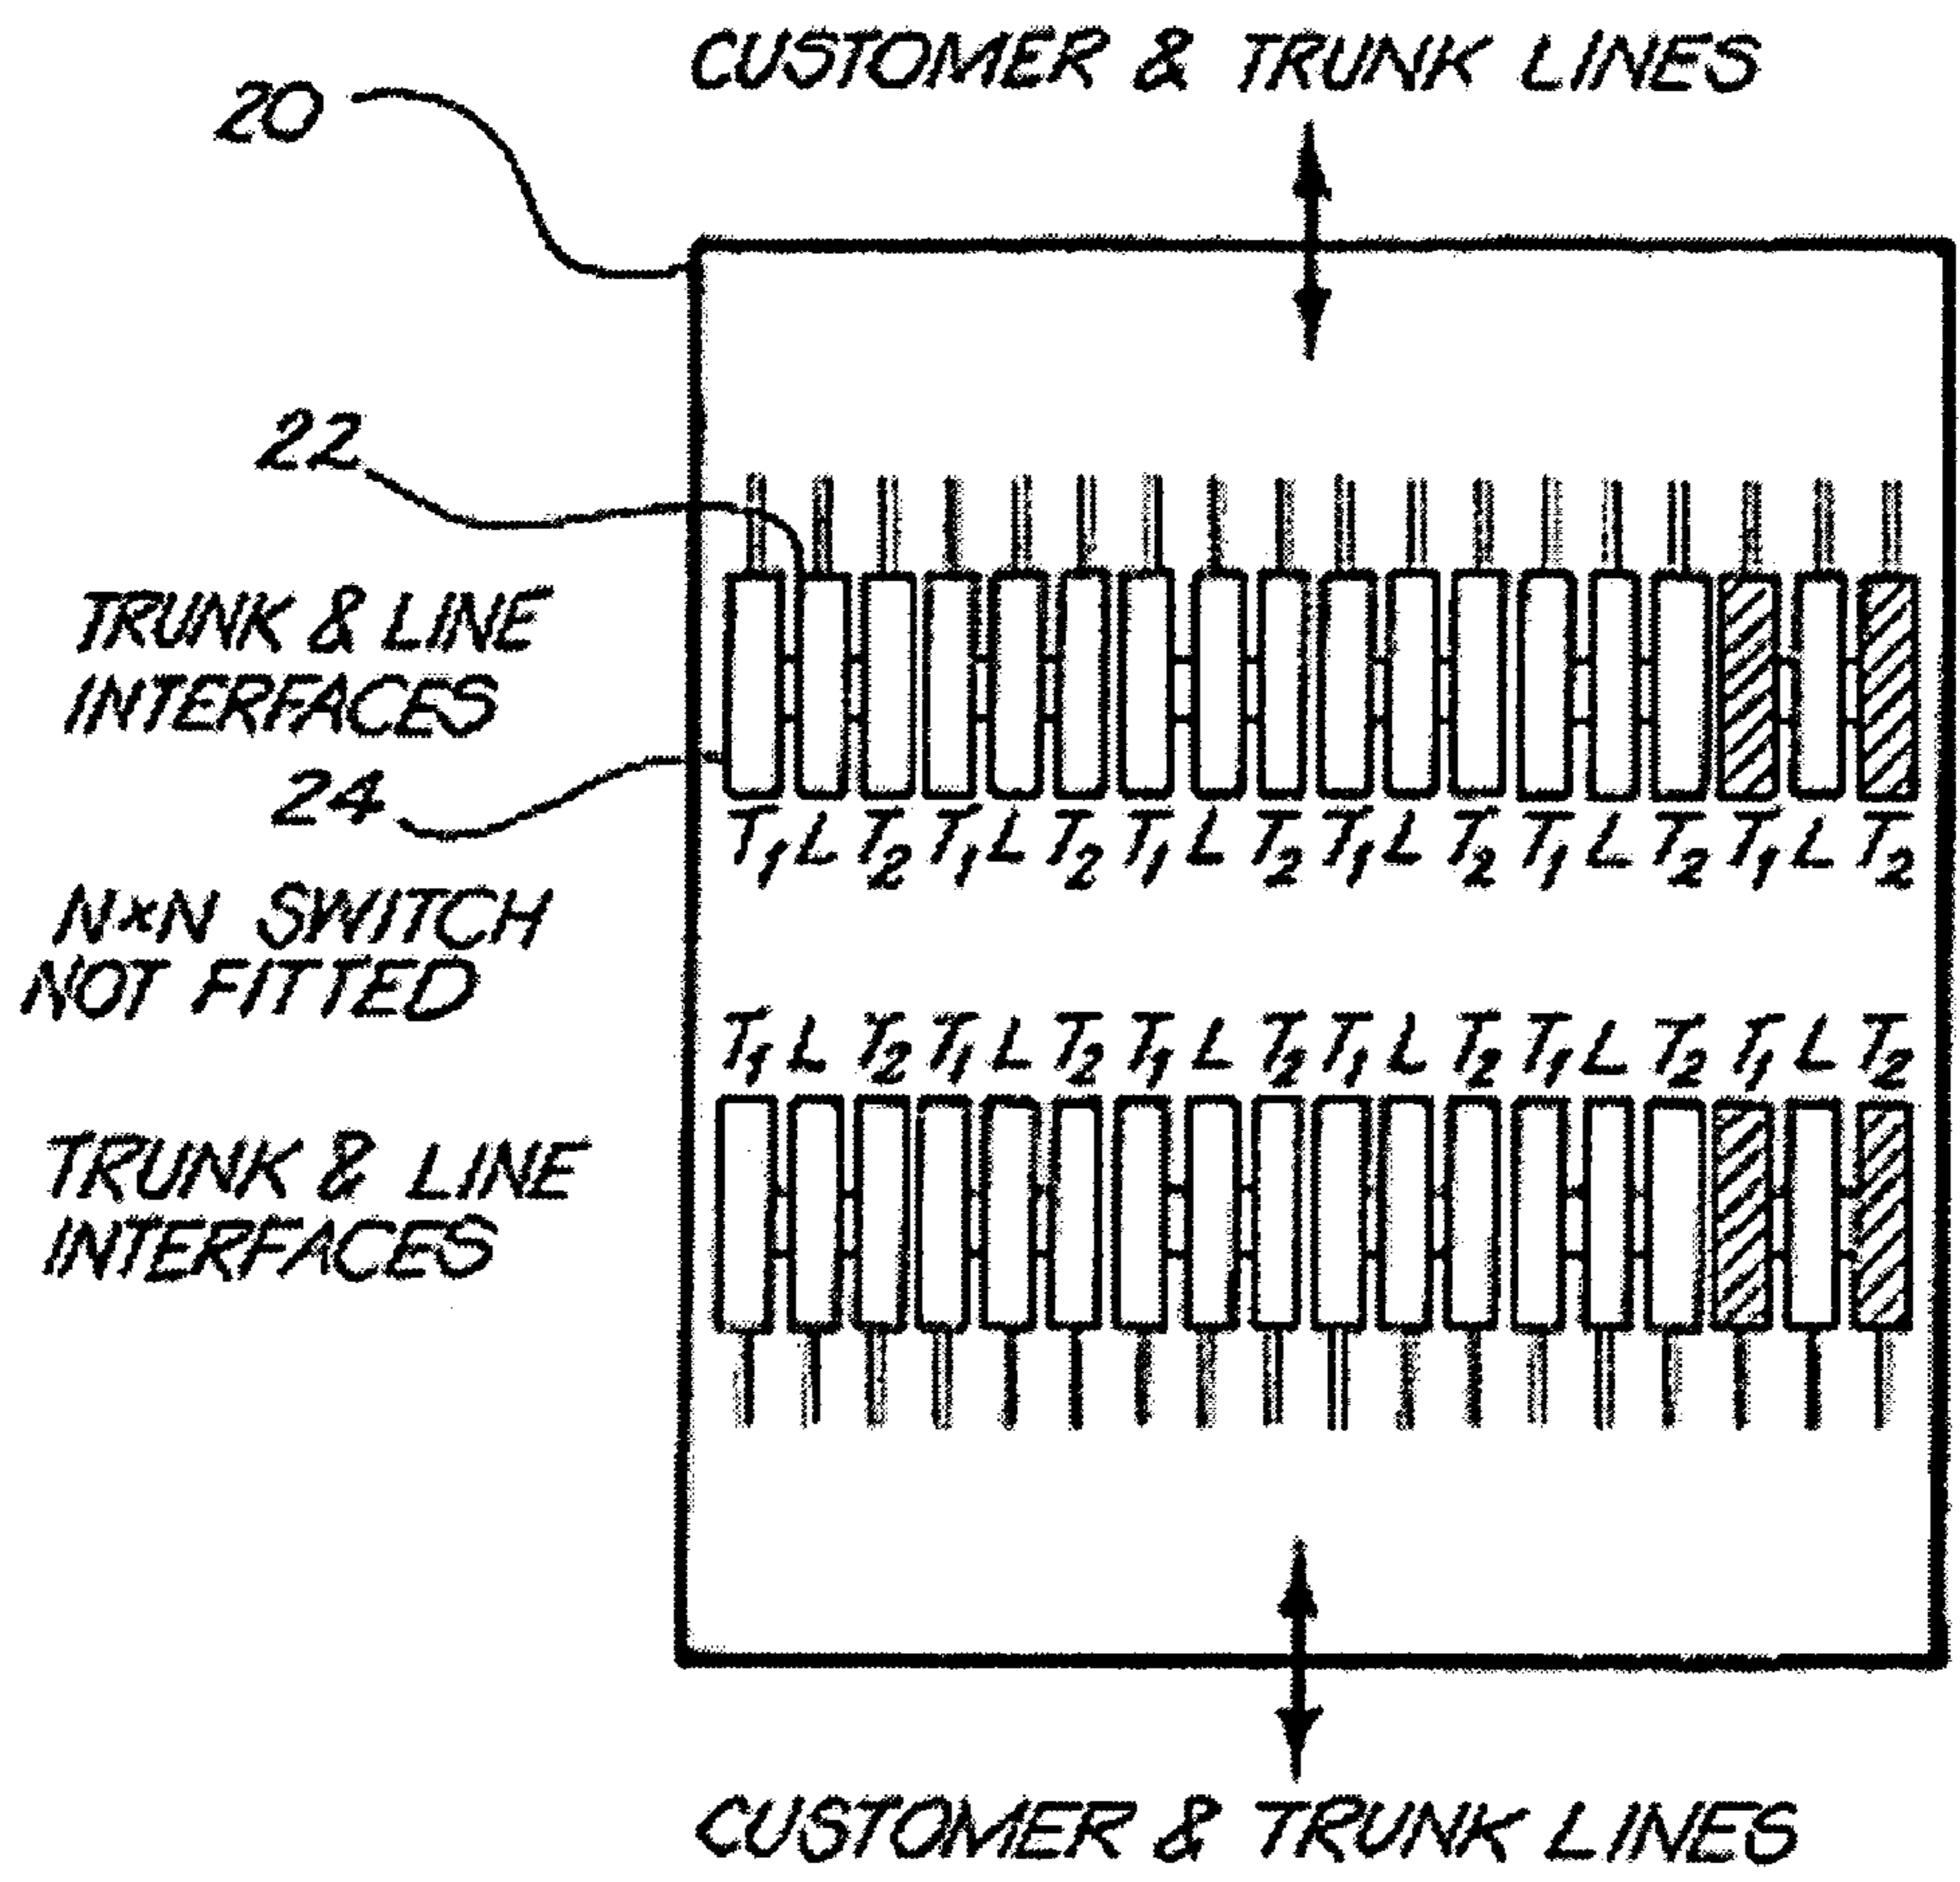 CUSTOMER & TRUNK LINES
20
22
TRUNK & LINE
INTERFACES
24
T1 L T2 T1 L T2 T1 L T2 T1 L T2 T1 L T2 T1 L T2
N×N SWITCH
NOT FITTED
T1 L T2 T1 L T2 T1 L T2 T1 L T2 T1 L T2 T1 L T2
TRUNK & LINE
INTERFACES
CUSTOMER & TRUNK LINES